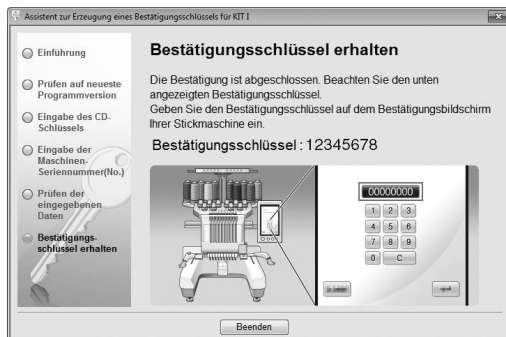 Assistent zur Erzeugung eines Bestätigungsschlüssels für KIT I
Einführung
Prüfen auf neueste
Programmversion
Eingabe des CD-
Schlüssels
Eingabe der
Maschinen-
Seriennummer(No.)
Prüfen der
eingegebenen
Daten
Bestätigungs-
schlüssel erhalten
Bestätigungsschlüssel erhalten
Die Bestätigung ist abgeschlossen. Beachten Sie den unten
angezeigten Bestätigungsschlüssel.
Geben Sie den Bestätigungsschlüssel auf dem Bestätigungsbildschirm
Ihrer Stickmaschine ein.
Bestätigungsschlüssel : 12345678
00000000
1 2 3
4 5 6
7 8 9
0 C
Beenden